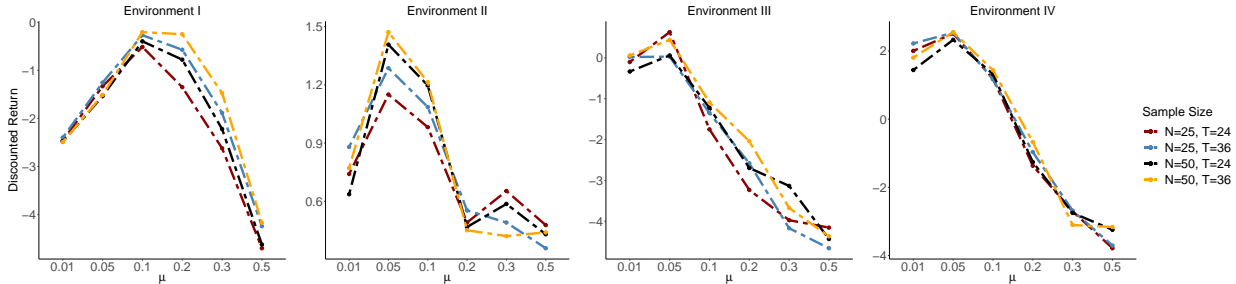 Environment I
Environment II
Environment III
Environment IV
Discounted Return
0
−1
−2
−3
−4
0.01 0.05 0.1 0.2 0.3 0.5
μ
1.5
1.2
0.9
0.6
0.01 0.05 0.1 0.2 0.3 0.5
μ
0
−1
−2
−3
−4
0.01 0.05 0.1 0.2 0.3 0.5
μ
2
0
−2
−4
0.01 0.05 0.1 0.2 0.3 0.5
μ
Sample Size
N=25, T=24
N=25, T=36
N=50, T=24
N=50, T=36